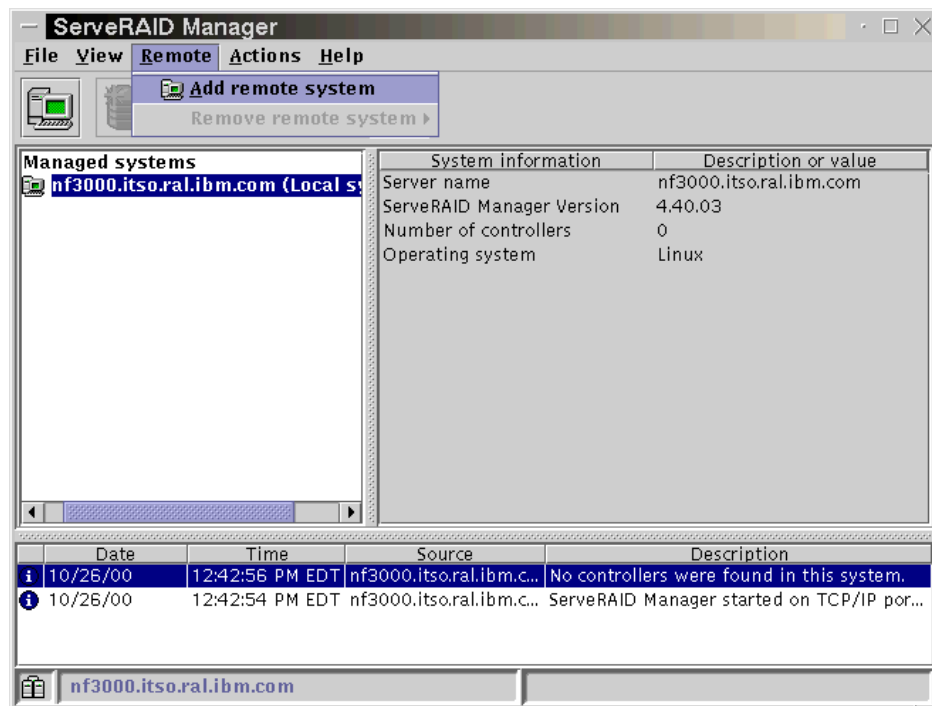 ServeRAID Manager
File View Remote Actions Help
Add remote system
Remove remote system
Managed systems
nf3000.itso.ral.ibm.com (Local sy
System information Description or value
Server name nf3000.itso.ral.ibm.com
ServeRAID Manager Version 4.40.03
Number of controllers 0
Operating system Linux
Date Time Source Description
10/26/00 12:42:56 PM EDT nf3000.itso.ral.ibm.c... No controllers were found in this system.
10/26/00 12:42:54 PM EDT nf3000.itso.ral.ibm.c... ServeRAID Manager started on TCP/IP por...
nf3000.itso.ral.ibm.com